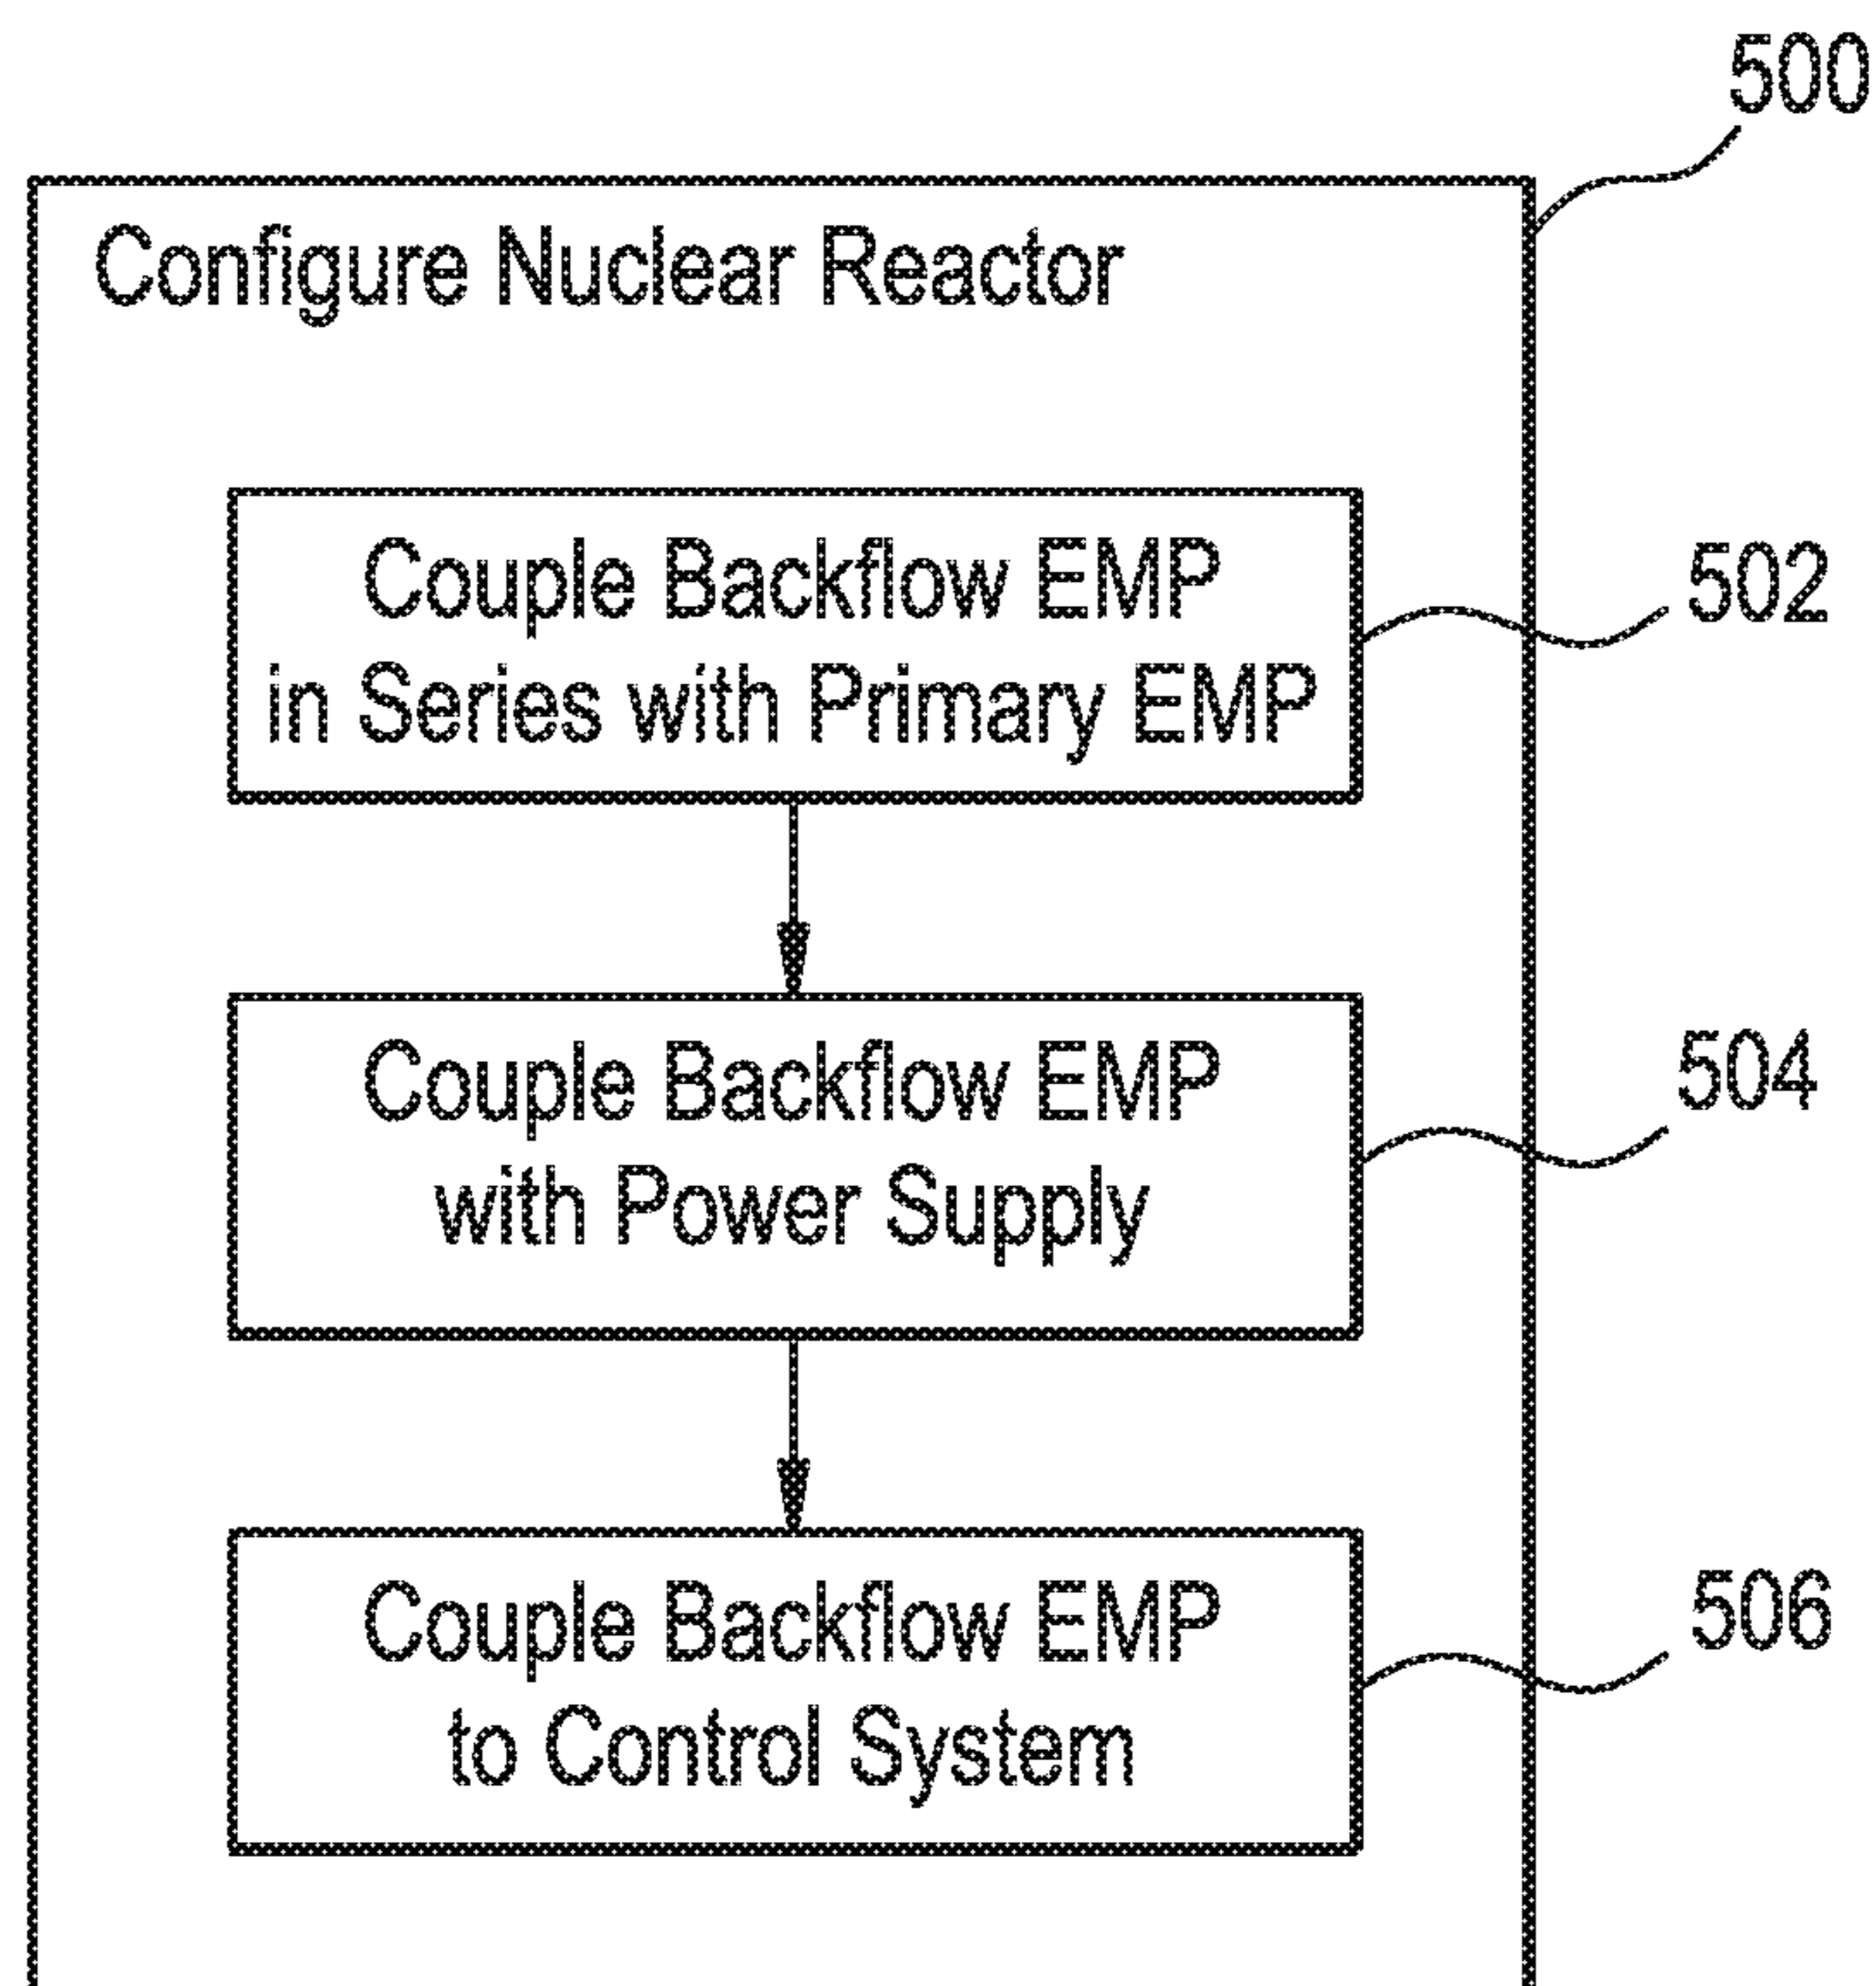 500
Configure Nuclear Reactor
Couple Backflow EMP
in Series with Primary EMP
502
Couple Backflow EMP
with Power Supply
504
Couple Backflow EMP
to Control System
506